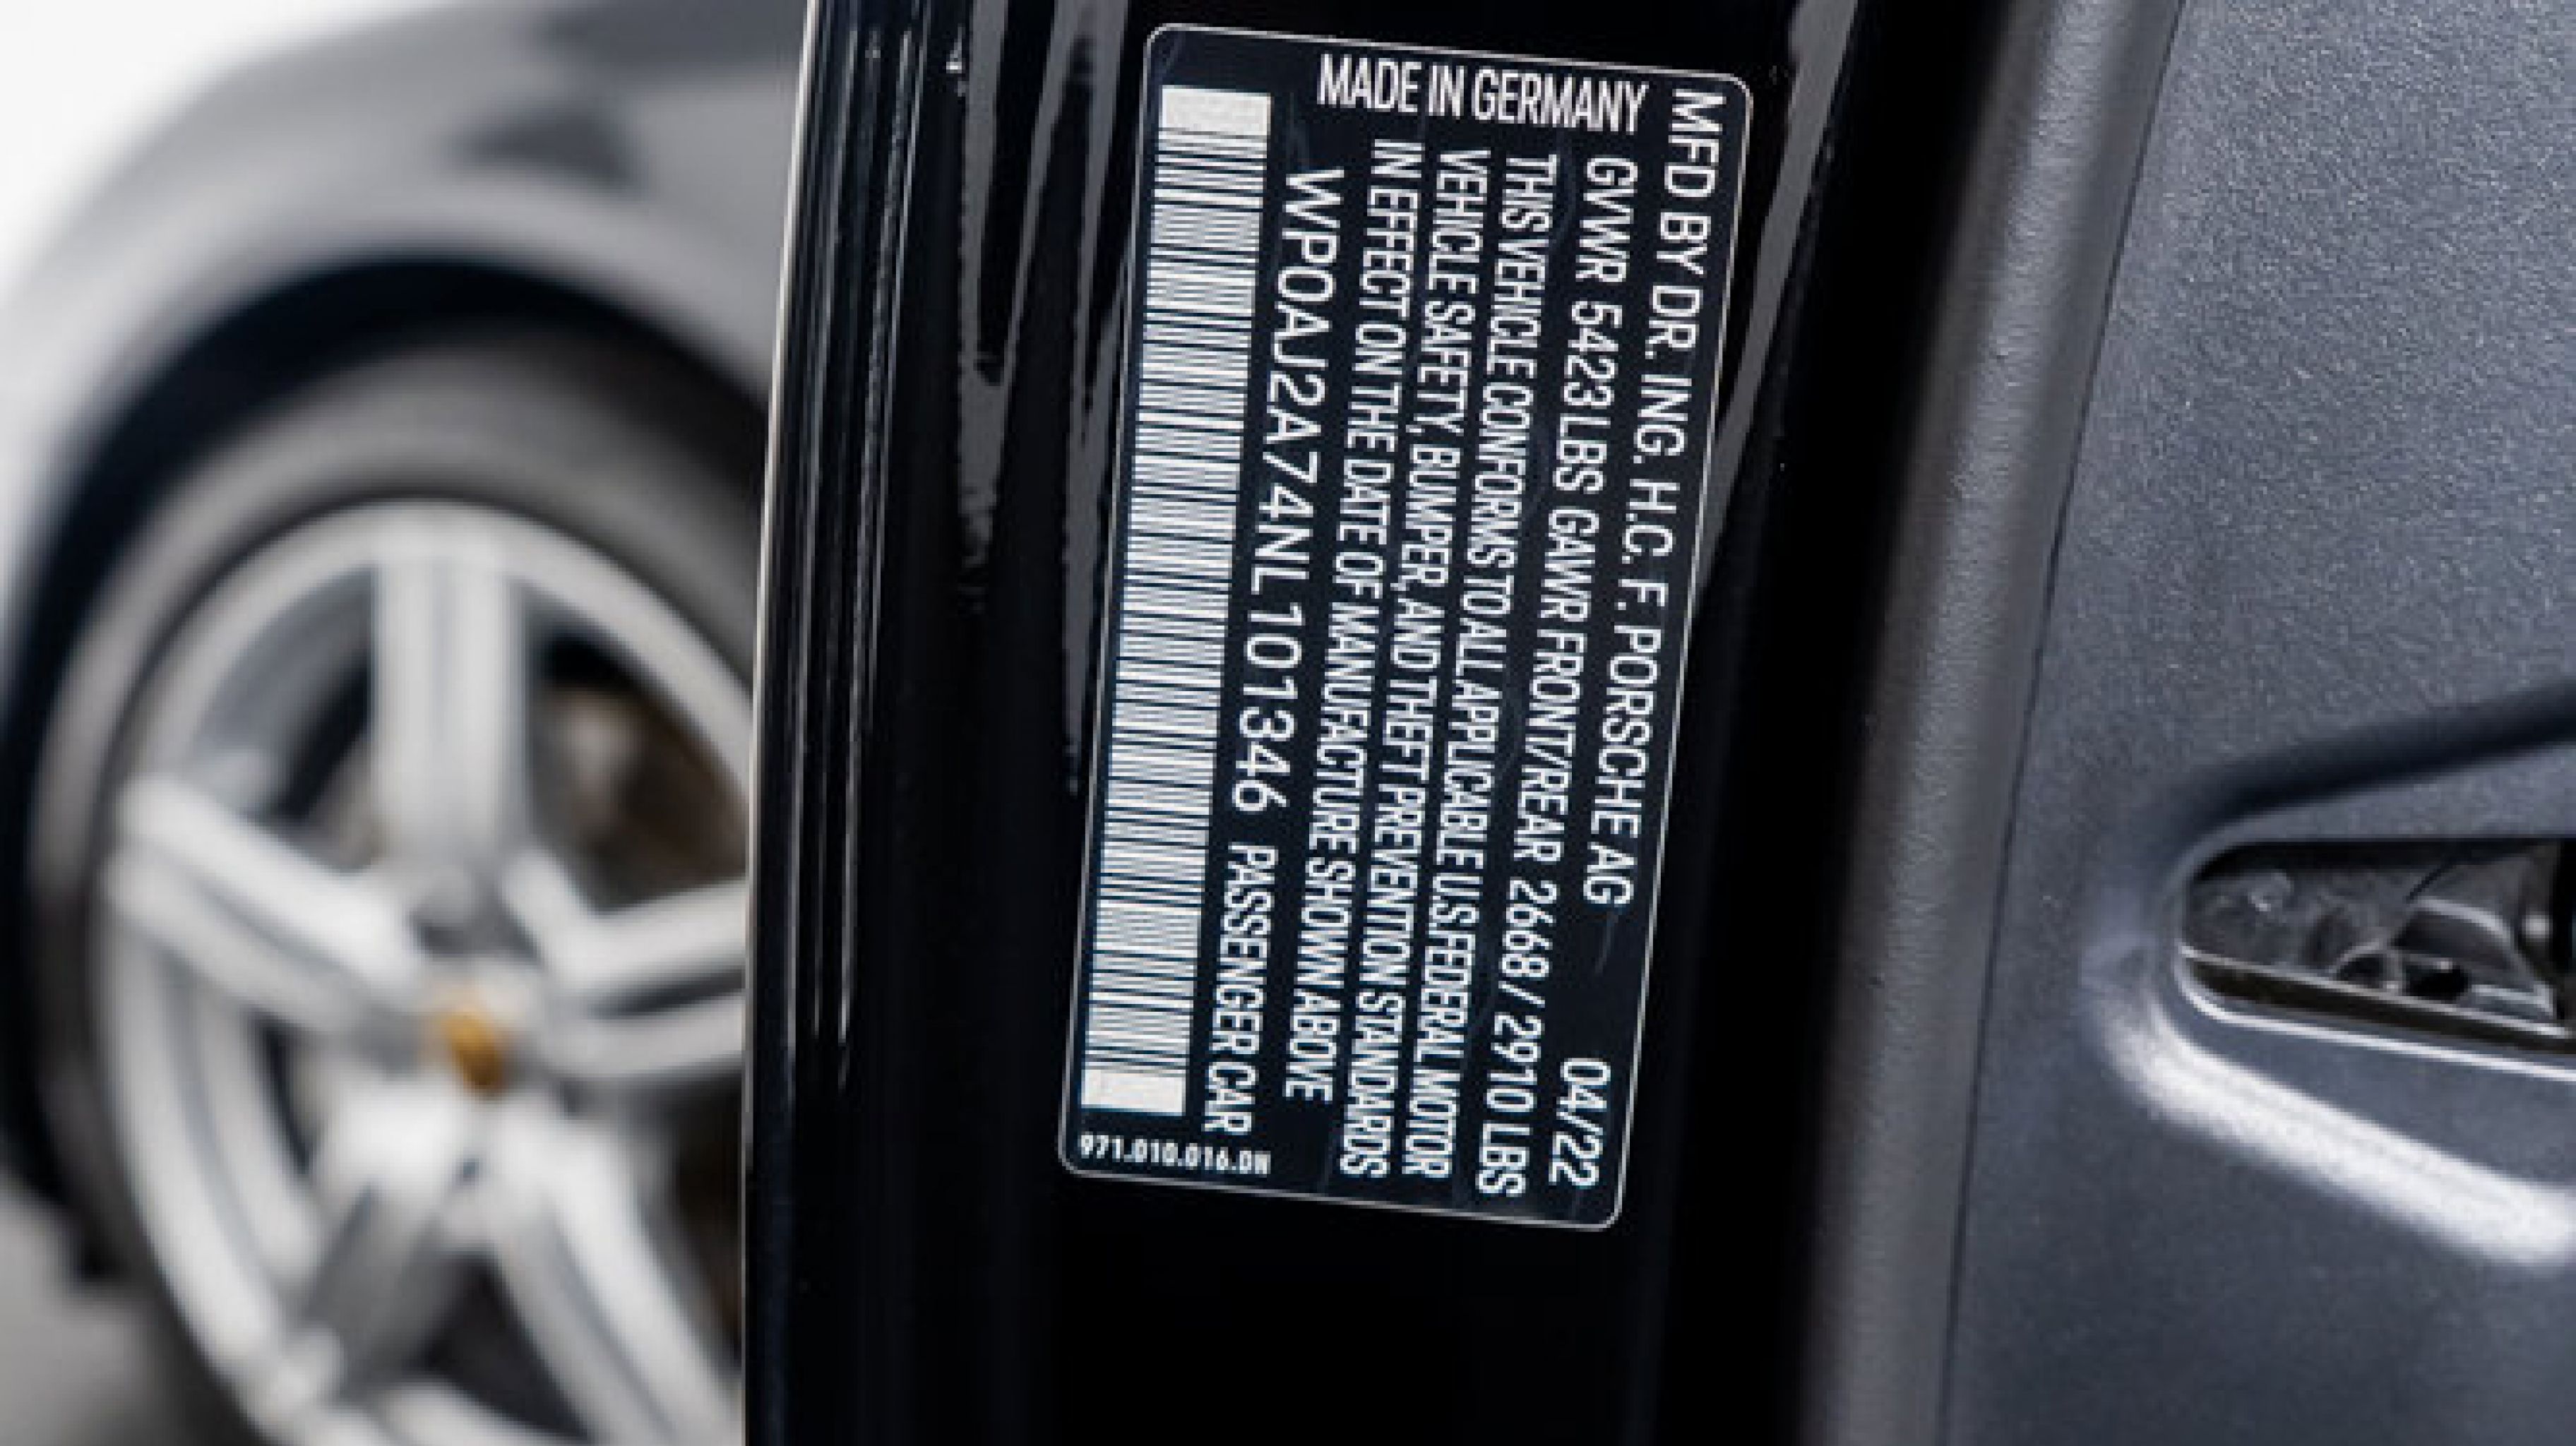 MFD BY DR. ING. H.C. F. PORSCHE AG 04/22
GVWR 5423 LBS GAWR FRONT/REAR 2668 / 2910 LBS
THIS VEHICLE CONFORMS TO ALL APPLICABLE U.S. FEDERAL MOTOR
VEHICLE SAFETY, BUMPER, AND THEFT PREVENTION STANDARDS
IN EFFECT ON THE DATE OF MANUFACTURE SHOWN ABOVE
WP0AJ2A74NL101346 PASSENGER CAR
MADE IN GERMANY
971.010.016.DN